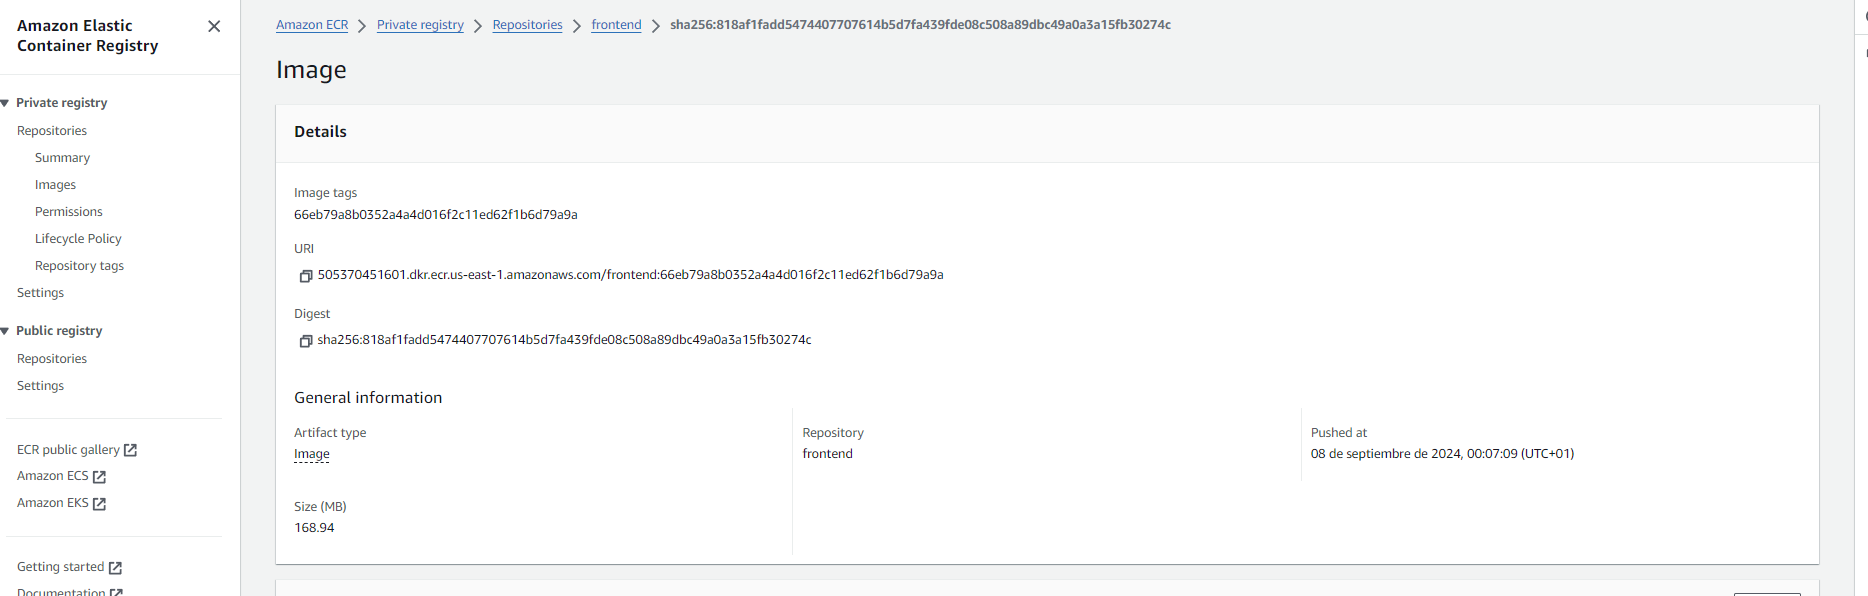 Amazon Elastic
Container Registry
Private registry
Repositories
Summary
Images
Permissions
Lifecycle Policy
Repository tags
Settings
Public registry
Repositories
Settings
ECR public gallery
Amazon ECS
Amazon EKS
Getting started
Documentation
Amazon ECR > Private registry > Repositories > frontend > sha256:818af1fadd5474407707614b5d7fa439fde08c508a89dbc49a0a3a15fb30274c
Image
Details
Image tags
66eb79a8b0352a4a4d016f2c11ed62f1b6d79a9a
URI
505370451601.dkr.ecr.us-east-1.amazonaws.com/frontend:66eb79a8b0352a4a4d016f2c11ed62f1b6d79a9a
Digest
sha256:818af1fadd5474407707614b5d7fa439fde08c508a89dbc49a0a3a15fb30274c
General information
Artifact type
Image
Repository
frontend
Pushed at
08 de septiembre de 2024, 00:07:09 (UTC+01)
Size (MB)
168.94